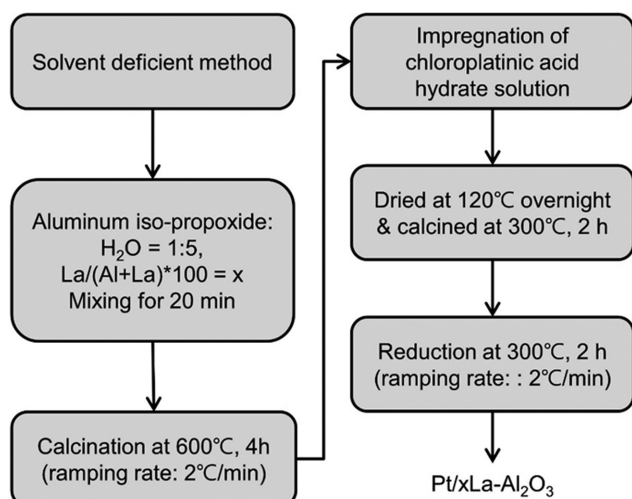 Solvent deficient method
Aluminum iso-propoxide:
H₂O = 1:5,
La/(Al+La)*100 = x
Mixing for 20 min
Calcination at 600℃, 4h
(ramping rate: 2℃/min)
Impregnation of
chloroplatinic acid
hydrate solution
Dried at 120℃ overnight
& calcined at 300℃, 2 h
Reduction at 300℃, 2 h
(ramping rate: : 2℃/min)
Pt/xLa-Al₂O₃